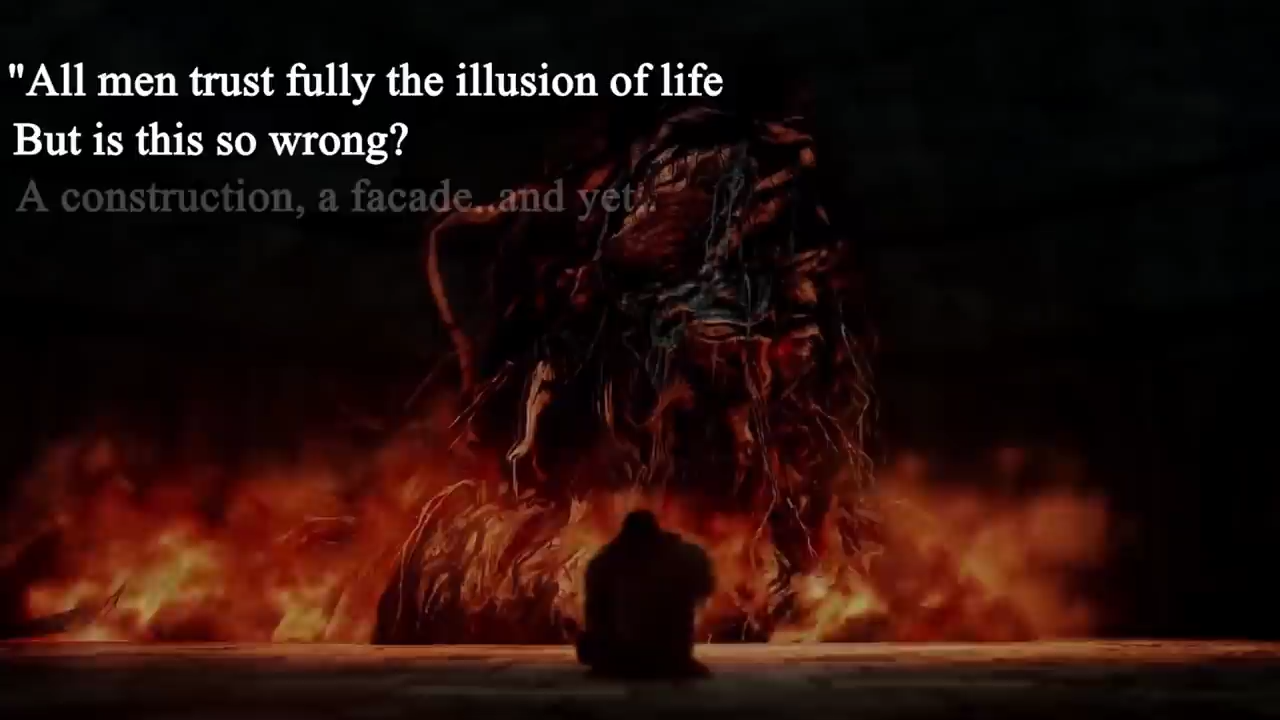 "All men trust fully the illusion of life
But is this so wrong?
A construction, a facade..and yet..